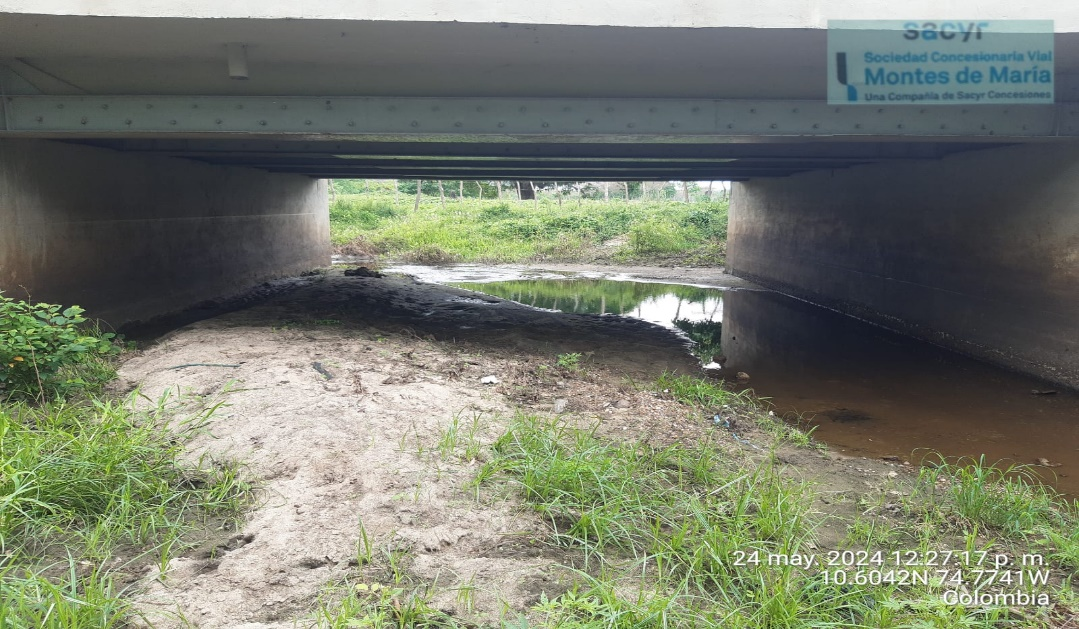 sacyr
Sociedad Concesionaria Vial
Montes de María
Una Compañía de Sacyr Concesiones
24 may. 2024 12:27:17 p. m.
10.6042N 74.7741W
Colombia